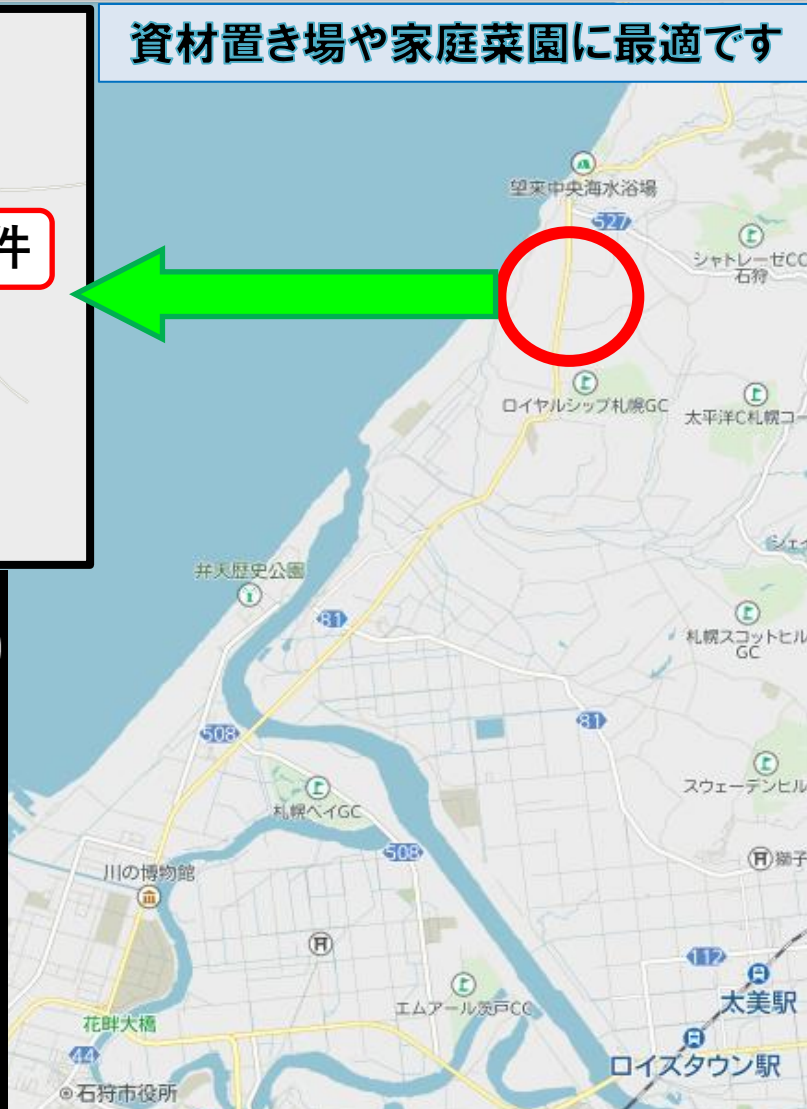 資材置き場や家庭菜園に最適です
件
望来中央海水浴場
527
シャトレーゼCC
石狩
ロイヤルシップ札幌GC
太平洋C札幌コー
シェイ
弁天歴史公園
81
札幌スコットヒル
GC
81
508
スウェーデンヒル
札幌ベイGC
508
獅子
川の博物館
112
太美駅
エムアール茨戸CC
花畔大橋
ロイズタウン駅
44
石狩市役所